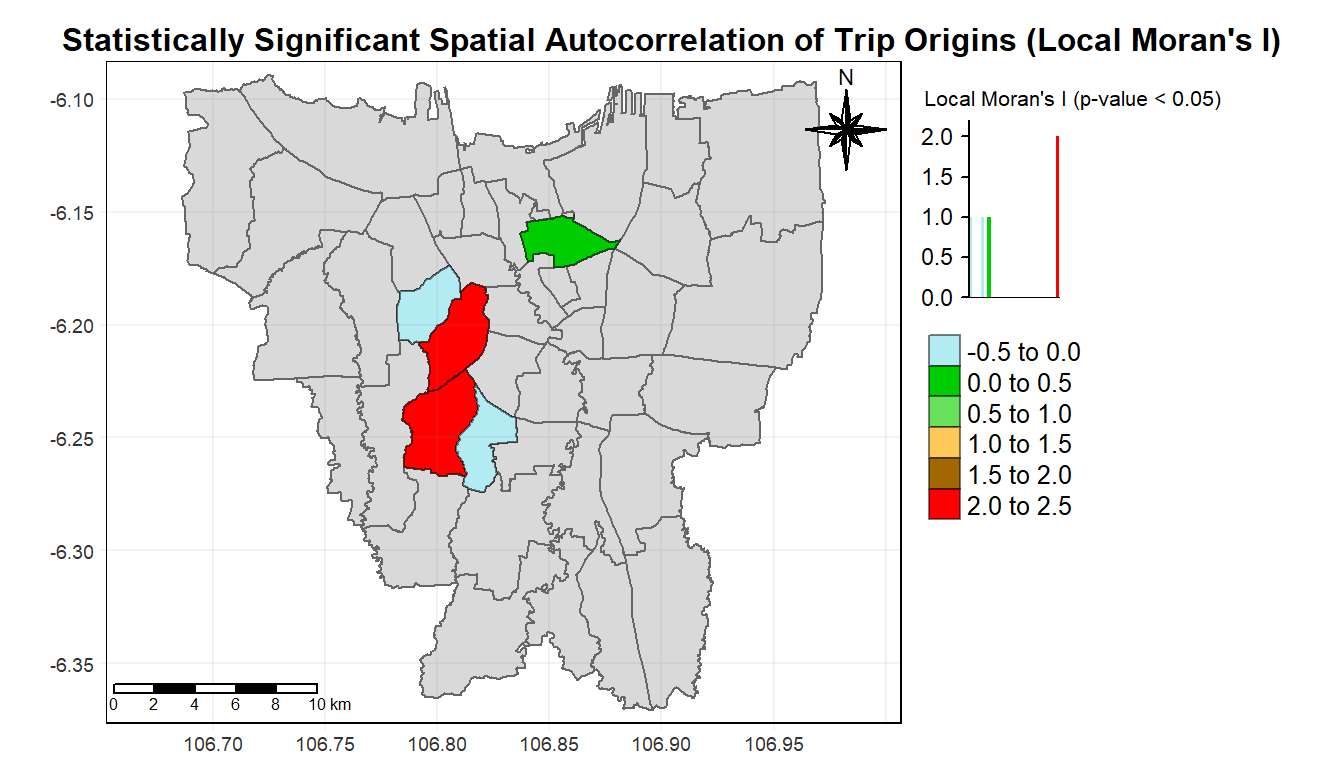 Statistically Significant Spatial Autocorrelation of Trip Origins (Local Moran's I)
N
-6.10
-6.15
-6.20
-6.25
-6.30
-6.35
0 2 4 6 8 10 km
106.70 106.75 106.80 106.85 106.90 106.95
Local Moran's I (p-value < 0.05)
2.0
1.5
1.0
0.5
0.0
-0.5 to 0.0
0.0 to 0.5
0.5 to 1.0
1.0 to 1.5
1.5 to 2.0
2.0 to 2.5